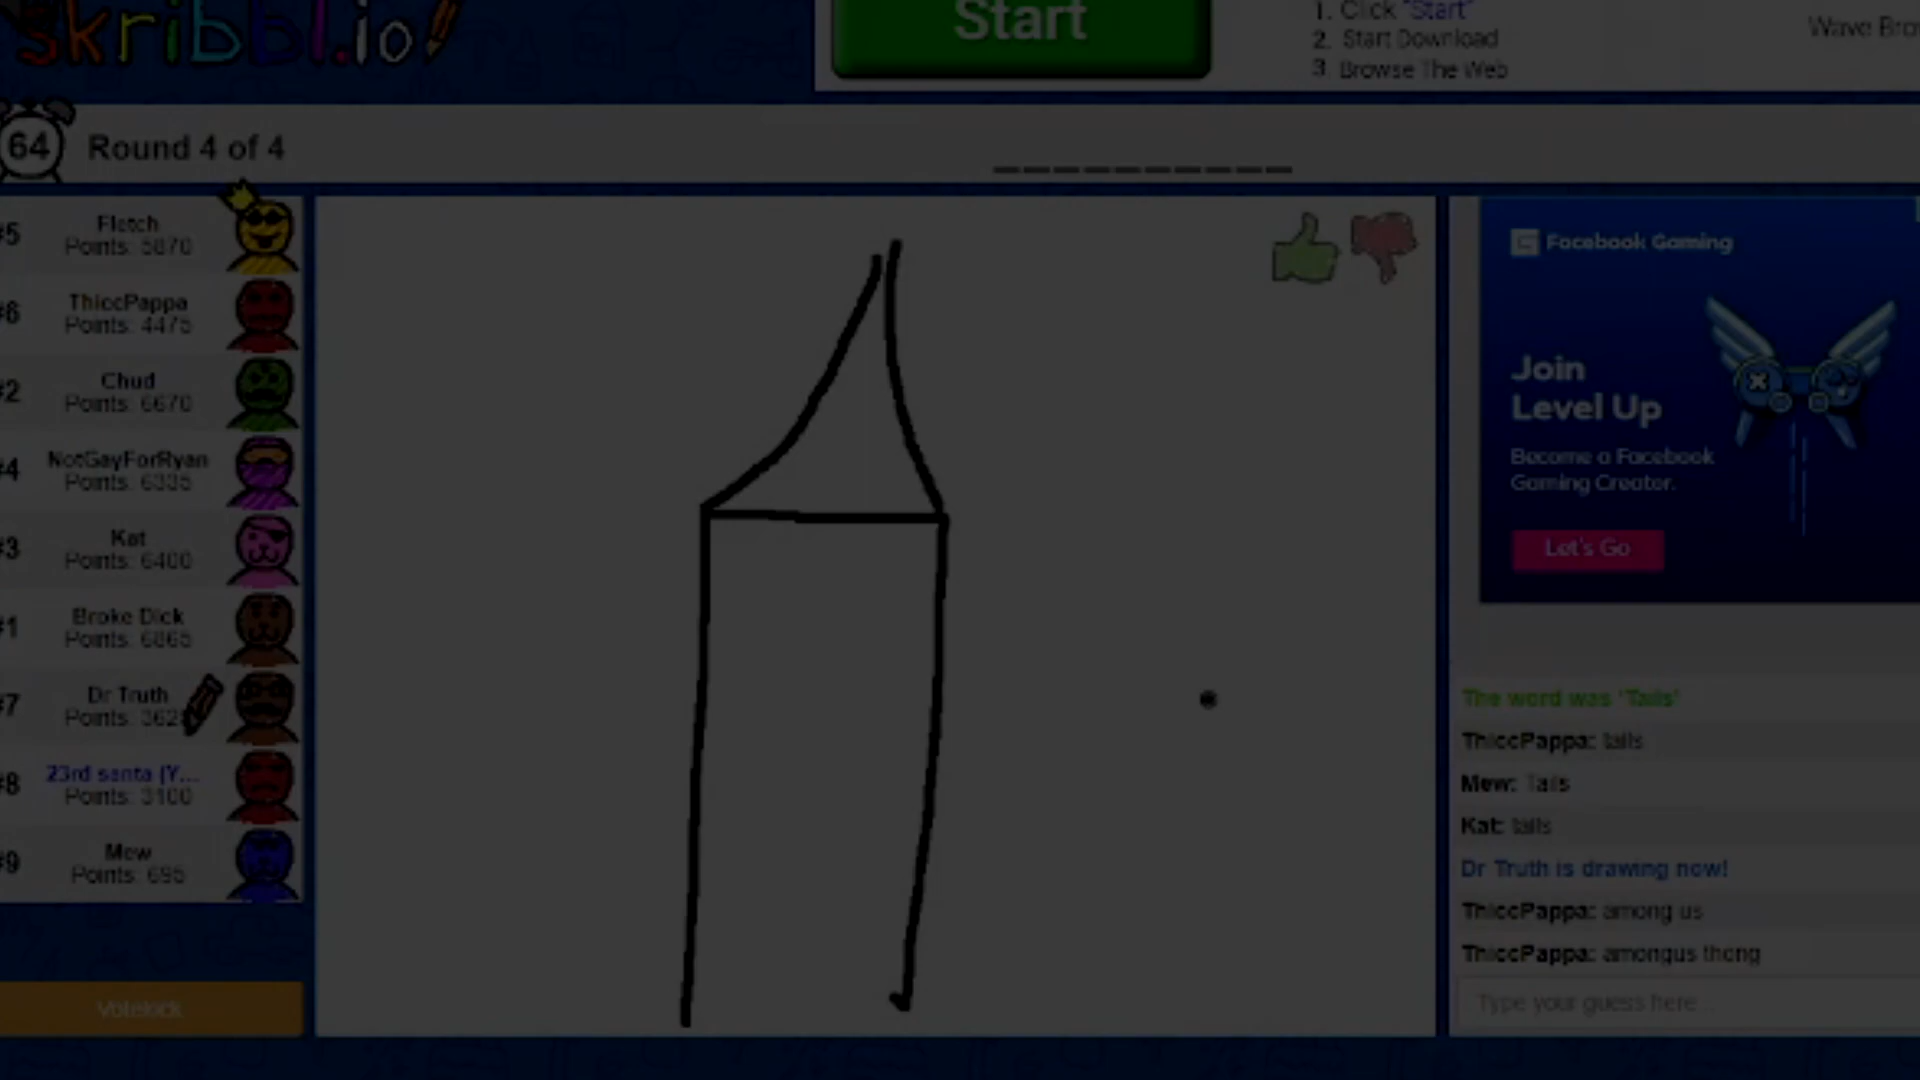 skribbl.io
Start
1. Click "Start"
2. Start Download
3. Browse The Web
Wave Bro
64
Round 4 of 4
#5
Fletch
Points: 5870
#6
ThiccPappa
Points: 4475
#2
Chud
Points: 6670
#4
NotGayForRyan
Points: 6335
#3
Kat
Points: 6400
#1
Broke Dick
Points: 6865
#7
Dr Truth
Points: 362
#8
23rd santa (Y...
Points: 3100
#9
Mew
Points: 695
Votekick
Facebook Gaming
Join
Level Up
Become a Facebook
Gaming Creator.
Let's Go
The word was 'Tails'
ThiccPappa: tails
Mew: Tails
Kat: tails
Dr Truth is drawing now!
ThiccPappa: among us
ThiccPappa: amongus thong
Type your guess here...